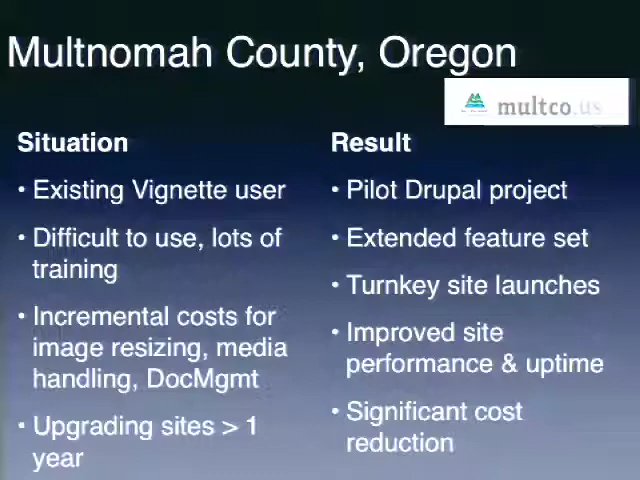 Multnomah County, Oregon
multco.us
Situation
• Existing Vignette user
• Difficult to use, lots of
training
• Incremental costs for
image resizing, media
handling, DocMgmt
• Upgrading sites > 1
year
Result
• Pilot Drupal project
• Extended feature set
• Turnkey site launches
• Improved site
performance & uptime
• Significant cost
reduction